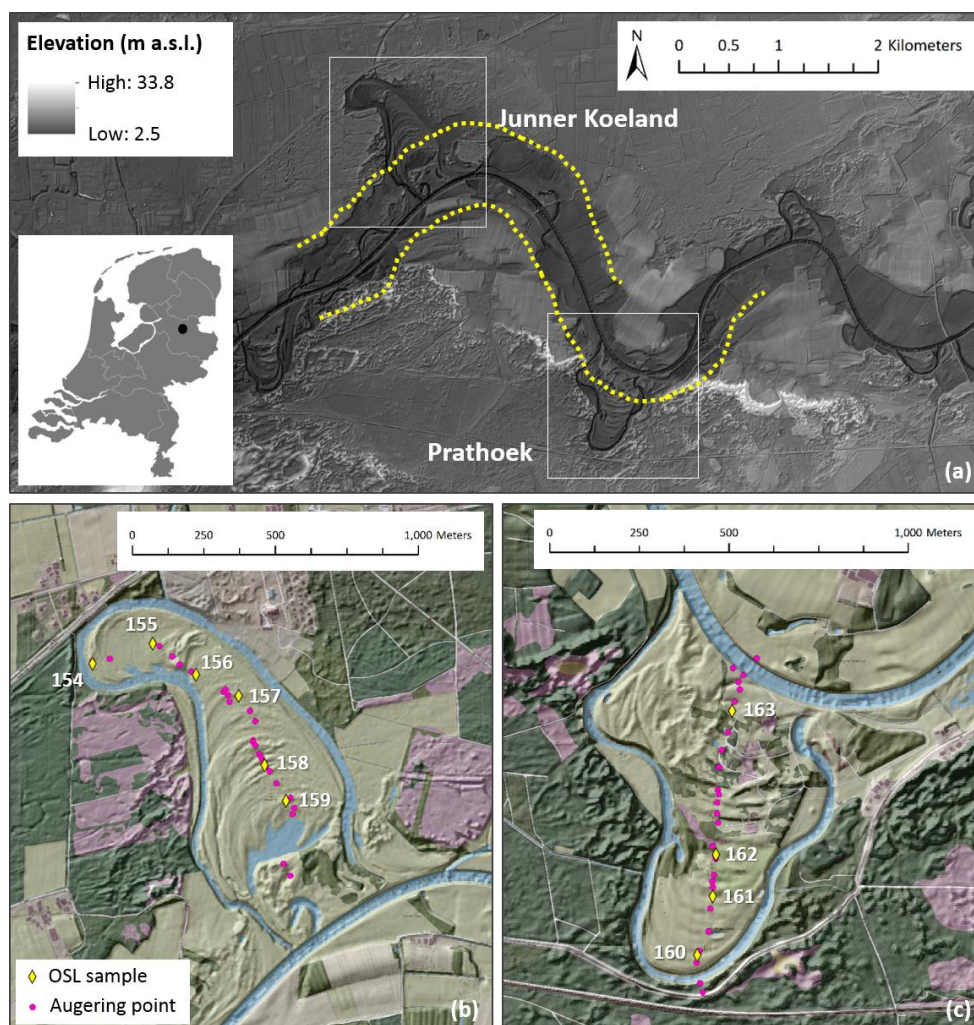 Elevation (m a.s.l.)
High: 33.8
Low: 2.5
N
0 0.5 1 2 Kilometers
Junner Koeland
Prathoek
(a)
0 250 500 1,000 Meters
155
154
156
157
158
159
OSL sample
Augering point
(b)
0 500 1,000 Meters
163
162
161
160
(c)